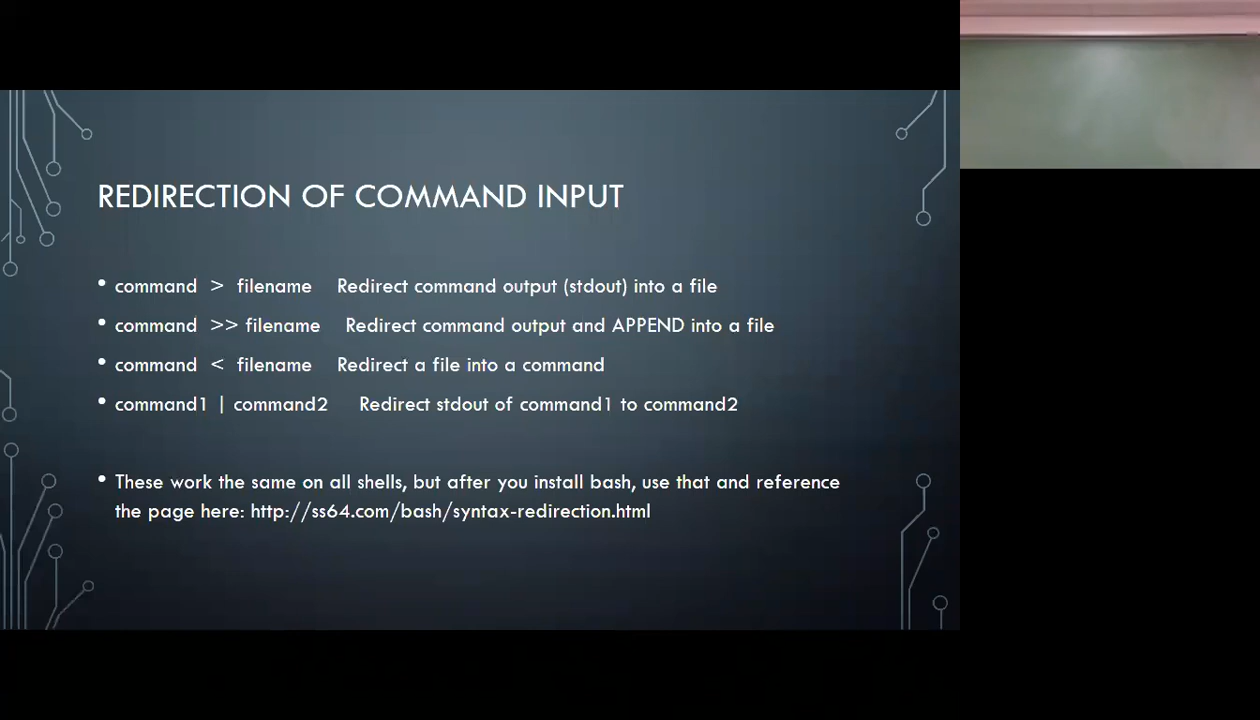 REDIRECTION OF COMMAND INPUT
• command > filename Redirect command output (stdout) into a file
• command >> filename Redirect command output and APPEND into a file
• command < filename Redirect a file into a command
• command1 | command2 Redirect stdout of command1 to command2
• These work the same on all shells, but after you install bash, use that and reference
the page here: http://ss64.com/bash/syntax-redirection.html